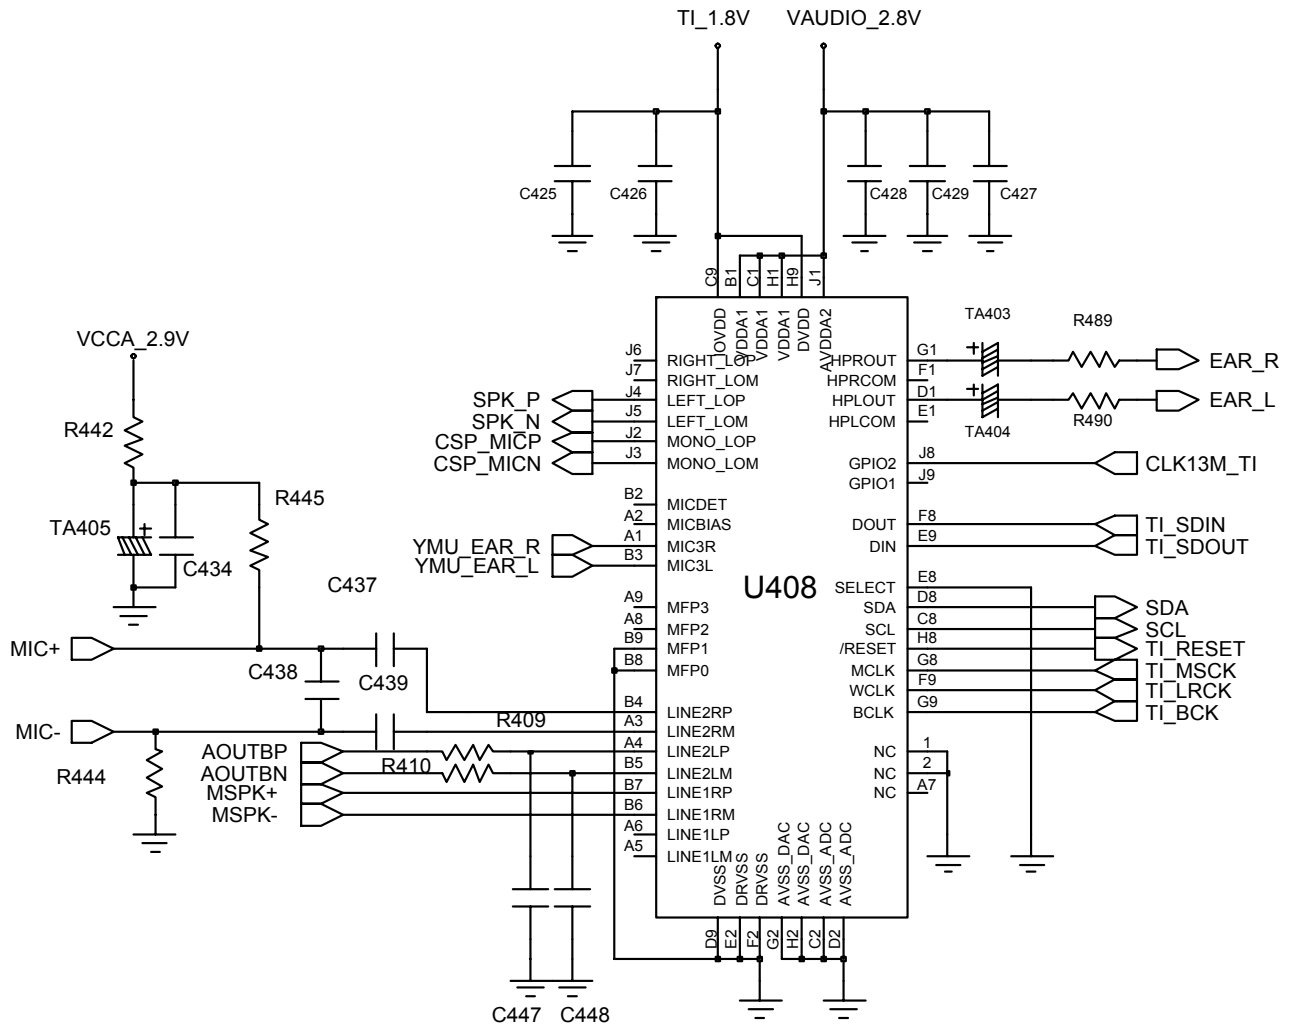 TI_1.8V
VAUDIO_2.8V
C425
C426
C428
C429
C427
C9
B1
C1
H1
H9
J1
IOVDD
VDDA1
VDDA1
VDDA1
DVDD
AVDDA2
VCCA_2.9V
R442
R445
TA405
C434
MIC+
MIC-
C437
C438
C439
R444
R409
R410
SPK_P
SPK_N
CSP_MICP
CSP_MICN
YMU_EAR_R
YMU_EAR_L
AOUTBP
AOUTBN
MSPK+
MSPK-
C447
C448
J6 RIGHT_LOP
J7 RIGHT_LOM
J4 LEFT_LOP
J5 LEFT_LOM
J2 MONO_LOP
J3 MONO_LOM
B2 MICDET
A2 MICBIAS
A1 MIC3R
B3 MIC3L
A9 MFP3
A8 MFP2
B9 MFP1
B8 MFP0
B4 LINE2RP
A3 LINE2RM
A4 LINE2LP
B5 LINE2LM
B7 LINE1RP
B6 LINE1RM
A6 LINE1LP
A5 LINE1LM
U408
HPROUT G1
HPRCOM F1
HPLOUT D1
HPLCOM E1
GPIO2 J8
GPIO1 J9
DOUT F8
DIN E9
SELECT E8
SDA D8
SCL C8
/RESET H8
MCLK G8
WCLK F9
BCLK G9
NC 1
NC 2
NC A7
TA403
+
R489
EAR_R
+
TA404
R490
EAR_L
CLK13M_TI
TI_SDIN
TI_SDOUT
SDA
SCL
TI_RESET
TI_MSCK
TI_LRCK
TI_BCK
DVSS
DRVSS
DRVSS
AVSS_DAC
AVSS_DAC
AVSS_ADC
AVSS_ADC
D9
E2
F2
G2
H2
C2
D2
+